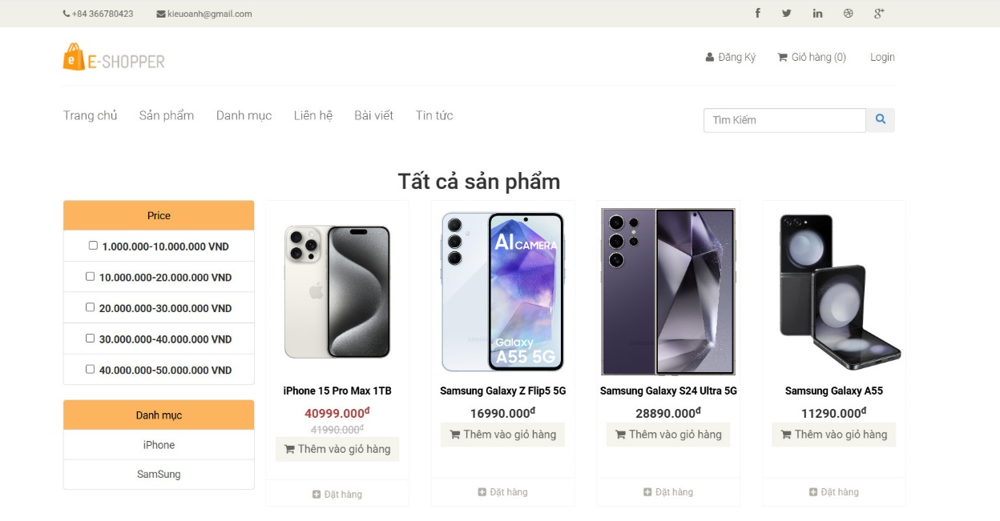 +84 366780423 kieuoanh@gmail.com
E-SHOPPER
Đăng Ký Giỏ hàng (0) Login
Trang chủ Sản phẩm Danh mục Liên hệ Bài viết Tin tức
Tìm Kiếm
Tất cả sản phẩm
Price
1.000.000-10.000.000 VND
10.000.000-20.000.000 VND
20.000.000-30.000.000 VND
30.000.000-40.000.000 VND
40.000.000-50.000.000 VND
Danh mục
iPhone
SamSung
iPhone 15 Pro Max 1TB
40999.000đ
41990.000đ
Thêm vào giỏ hàng
Đặt hàng
AI CAMERA
Galaxy
A55 5G
Samsung Galaxy Z Flip5 5G
16990.000đ
Thêm vào giỏ hàng
Đặt hàng
Samsung Galaxy S24 Ultra 5G
28890.000đ
Thêm vào giỏ hàng
Đặt hàng
Samsung Galaxy A55
11290.000đ
Thêm vào giỏ hàng
Đặt hàng